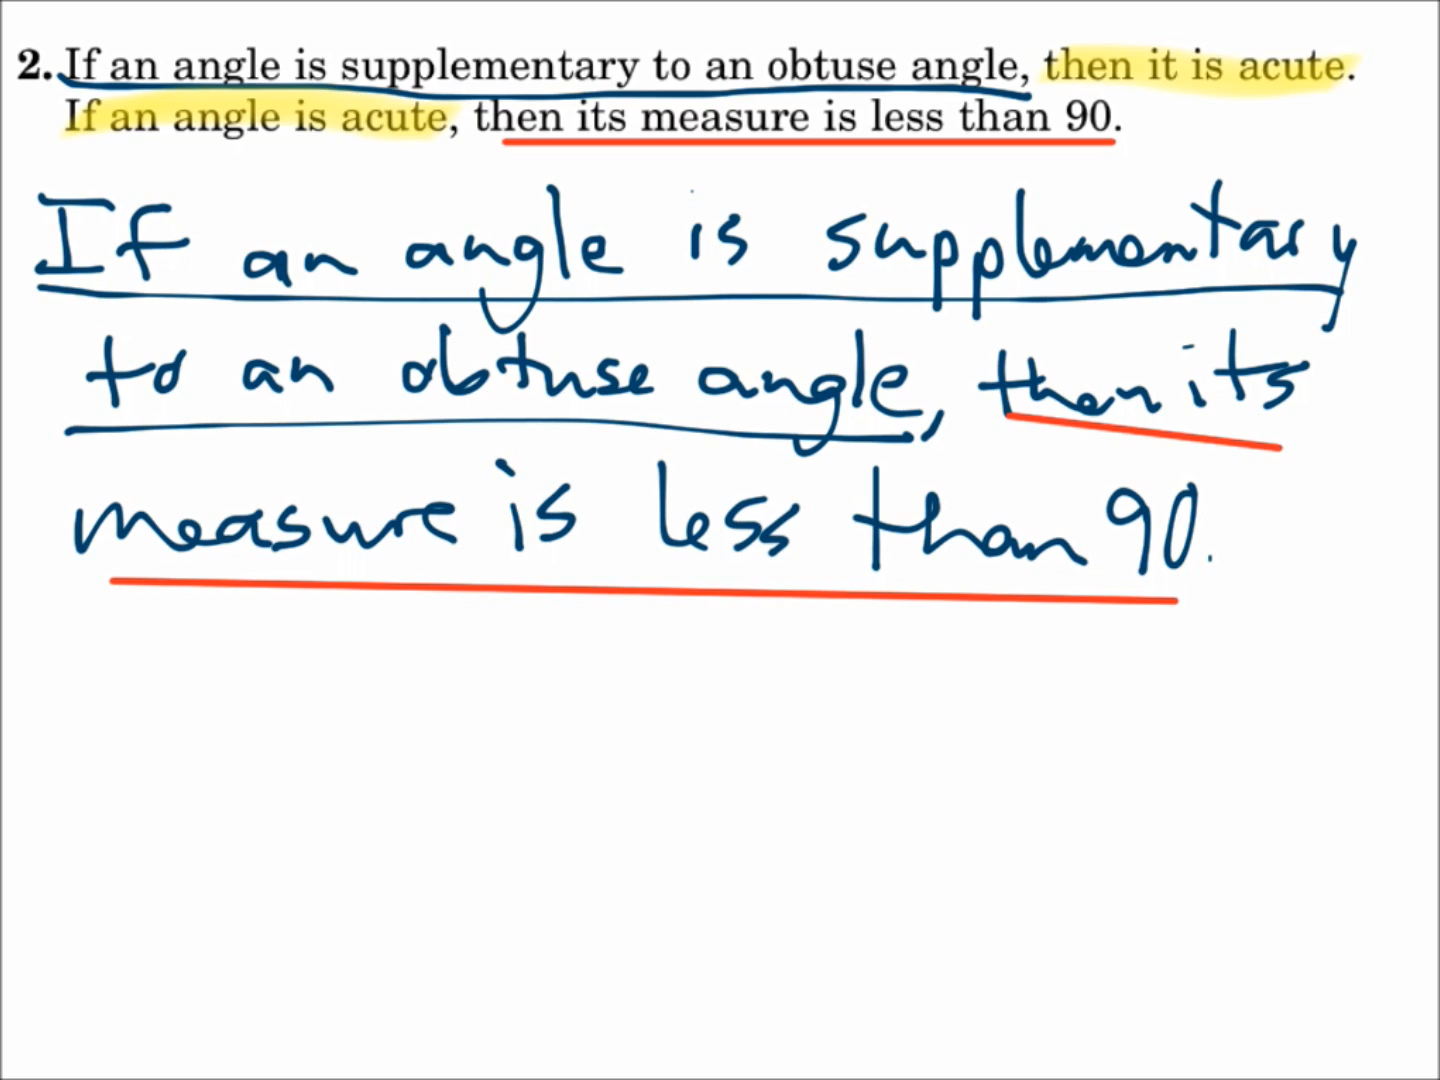 2. If an angle is supplementary to an obtuse angle, then it is acute.
If an angle is acute, then its measure is less than 90.
If an angle is supplementary
to an obtuse angle, then its
measure is less than 90.